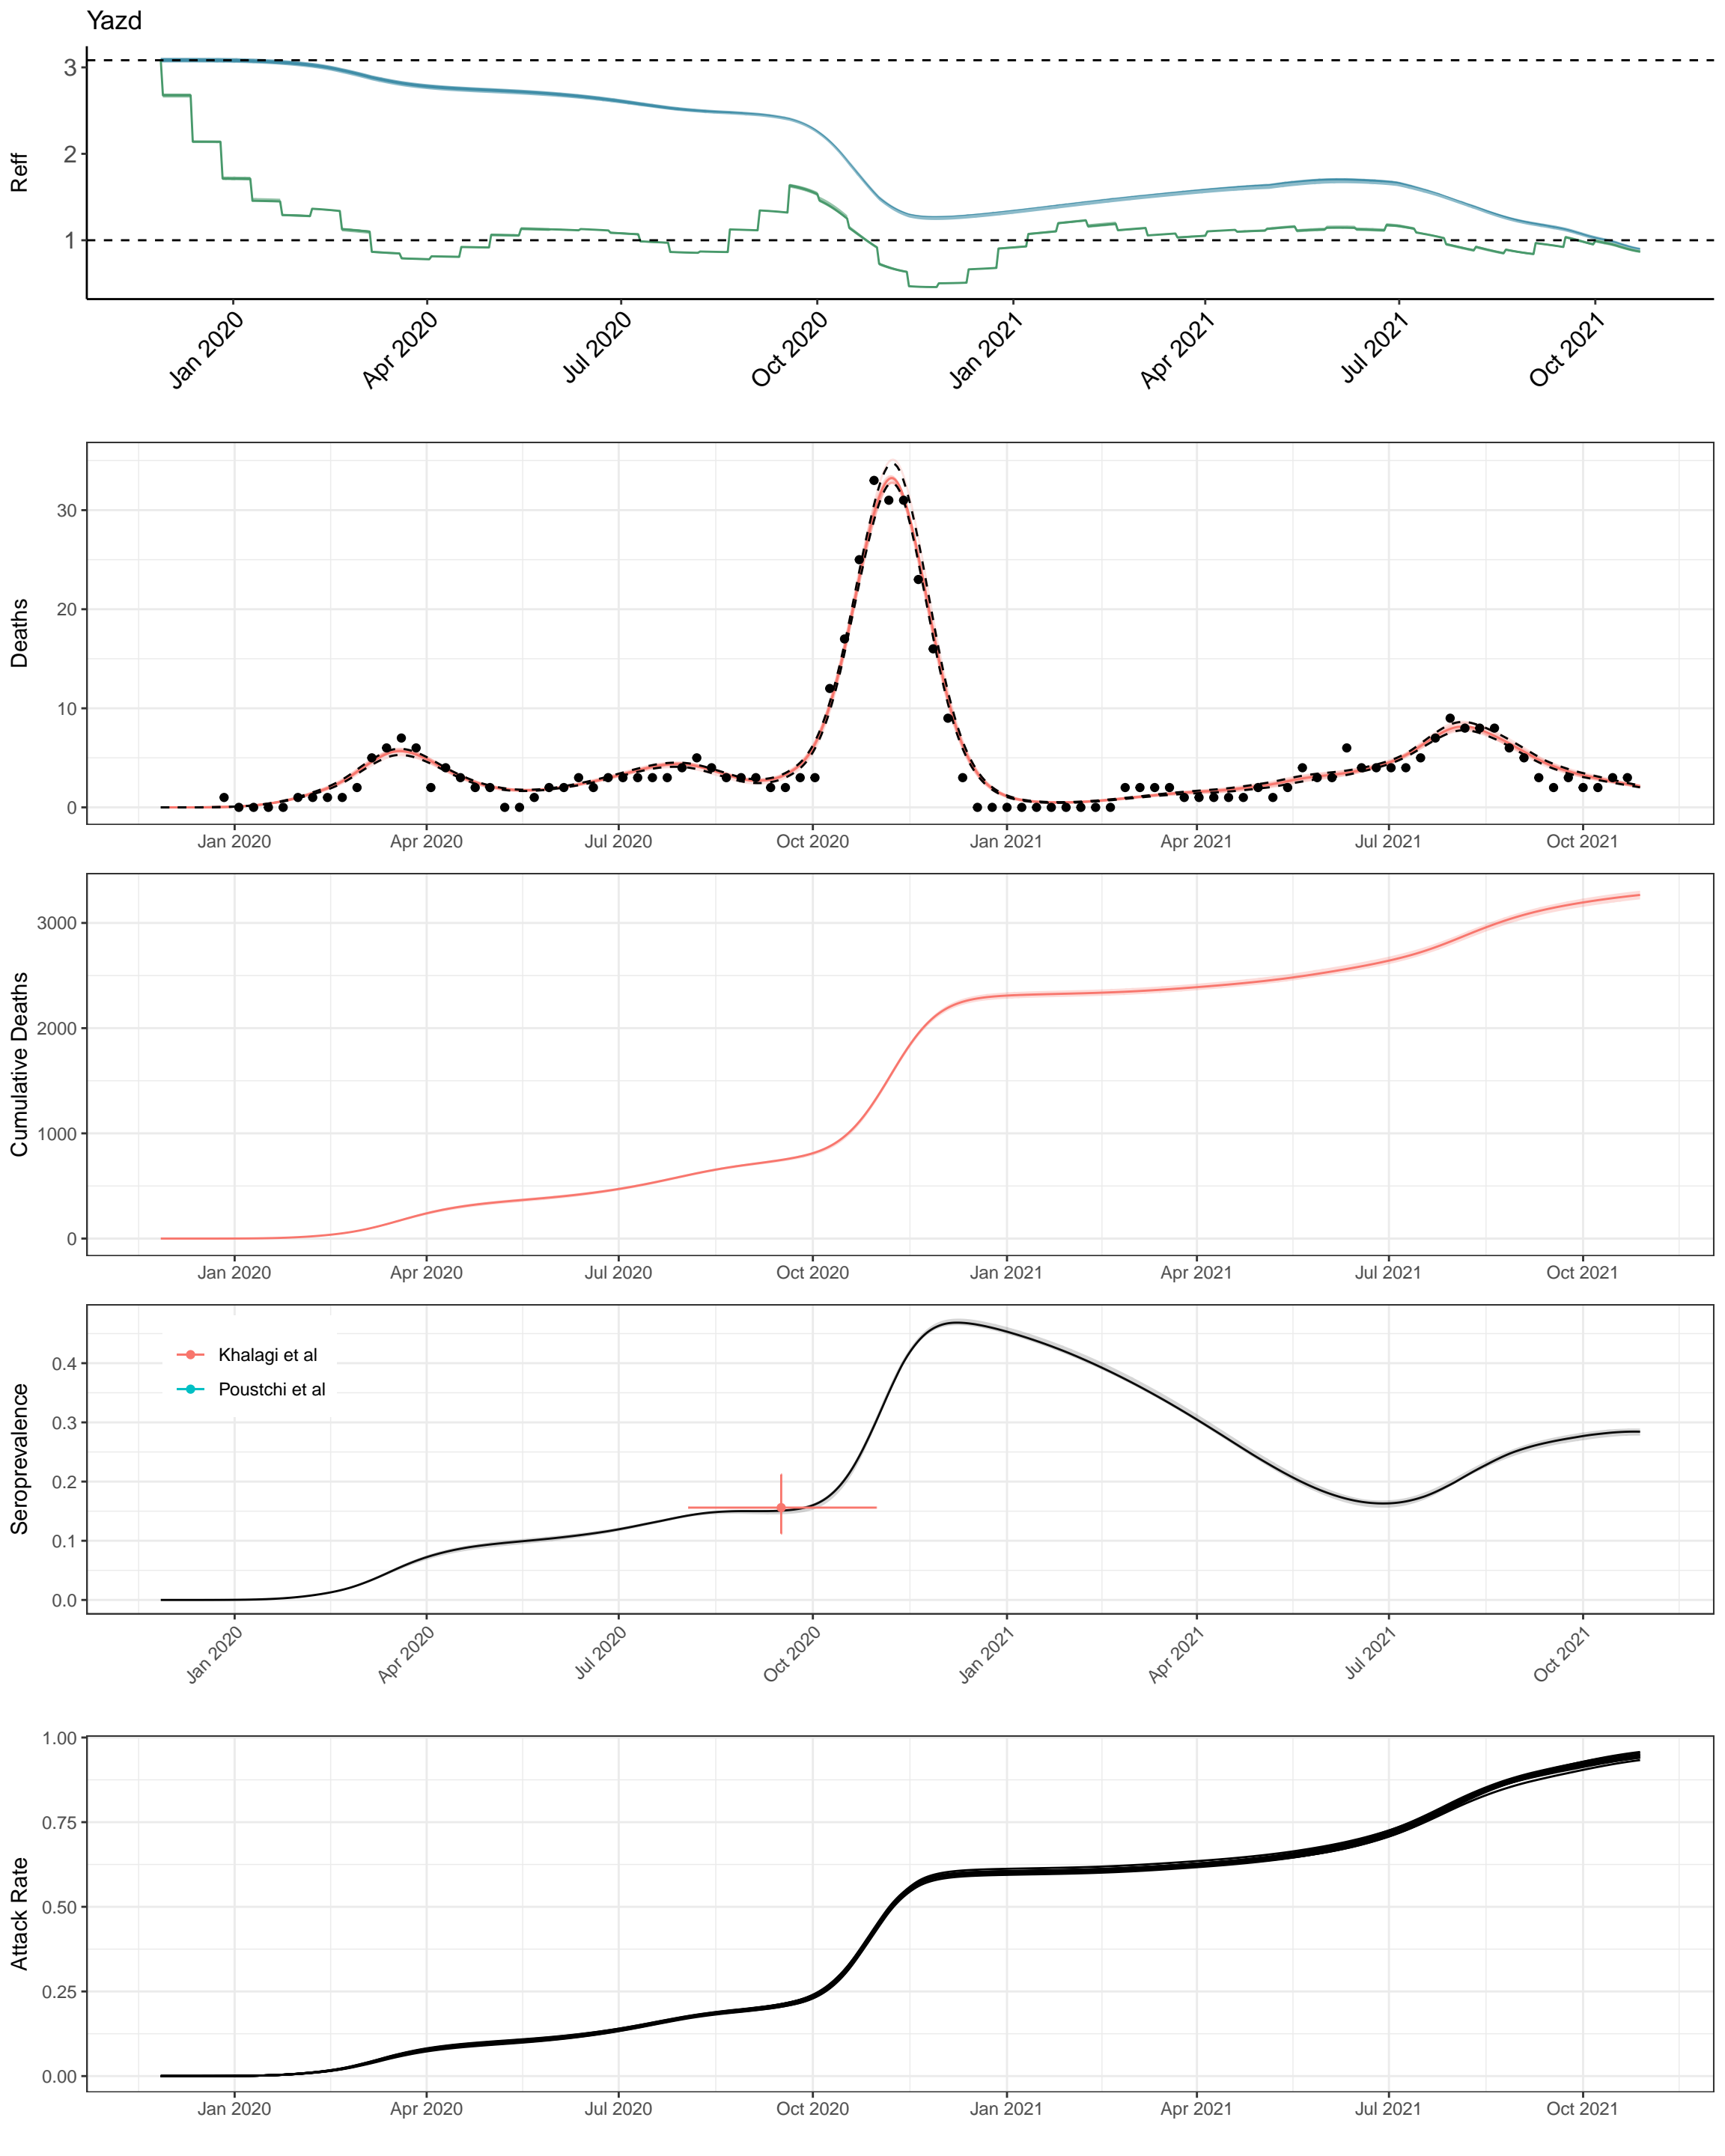 Yazd
Reff
3
2
1
Jan 2020
Apr 2020
Jul 2020
Oct 2020
Jan 2021
Apr 2021
Jul 2021
Oct 2021
Deaths
30
20
10
0
Jan 2020
Apr 2020
Jul 2020
Oct 2020
Jan 2021
Apr 2021
Jul 2021
Oct 2021
Cumulative Deaths
3000
2000
1000
0
Jan 2020
Apr 2020
Jul 2020
Oct 2020
Jan 2021
Apr 2021
Jul 2021
Oct 2021
Seroprevalence
0.4
0.3
0.2
0.1
0.0
Khalagi et al
Poustchi et al
Jan 2020
Apr 2020
Jul 2020
Oct 2020
Jan 2021
Apr 2021
Jul 2021
Oct 2021
Attack Rate
1.00
0.75
0.50
0.25
0.00
Jan 2020
Apr 2020
Jul 2020
Oct 2020
Jan 2021
Apr 2021
Jul 2021
Oct 2021